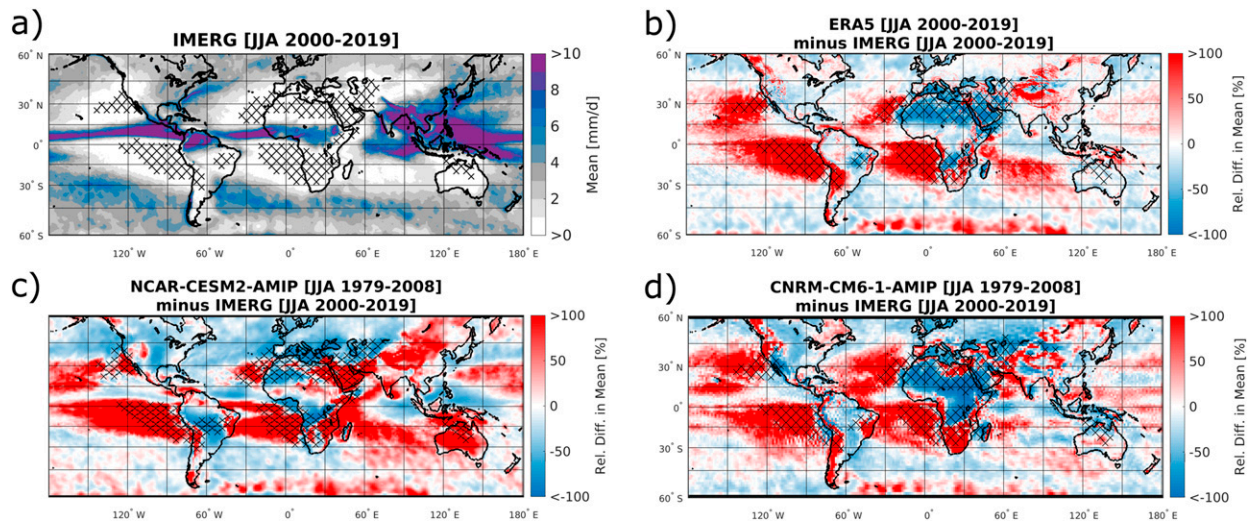 a)
IMERG [JJA 2000-2019]
60° N
30° N
0°
30° S
60° S
120° W
60° W
0°
60° E
120° E
180° E
>10
8
6
4
2
>0
Mean [mm/d]
b)
ERA5 [JJA 2000-2019]
minus IMERG [JJA 2000-2019]
60° N
30° N
0°
30° S
60° S
120° W
60° W
0°
60° E
120° E
180° E
>100
50
0
-50
<-100
Rel. Diff. in Mean [%]
c)
NCAR-CESM2-AMIP [JJA 1979-2008]
minus IMERG [JJA 2000-2019]
120° W
60° W
0°
60° E
120° E
180° E
>100
50
0
-50
<-100
Rel. Diff. in Mean [%]
d)
CNRM-CM6-1-AMIP [JJA 1979-2008]
minus IMERG [JJA 2000-2019]
60° N
30° N
0°
30° S
60° S
120° W
60° W
0°
60° E
120° E
180° E
>100
50
0
-50
<-100
Rel. Diff. in Mean [%]